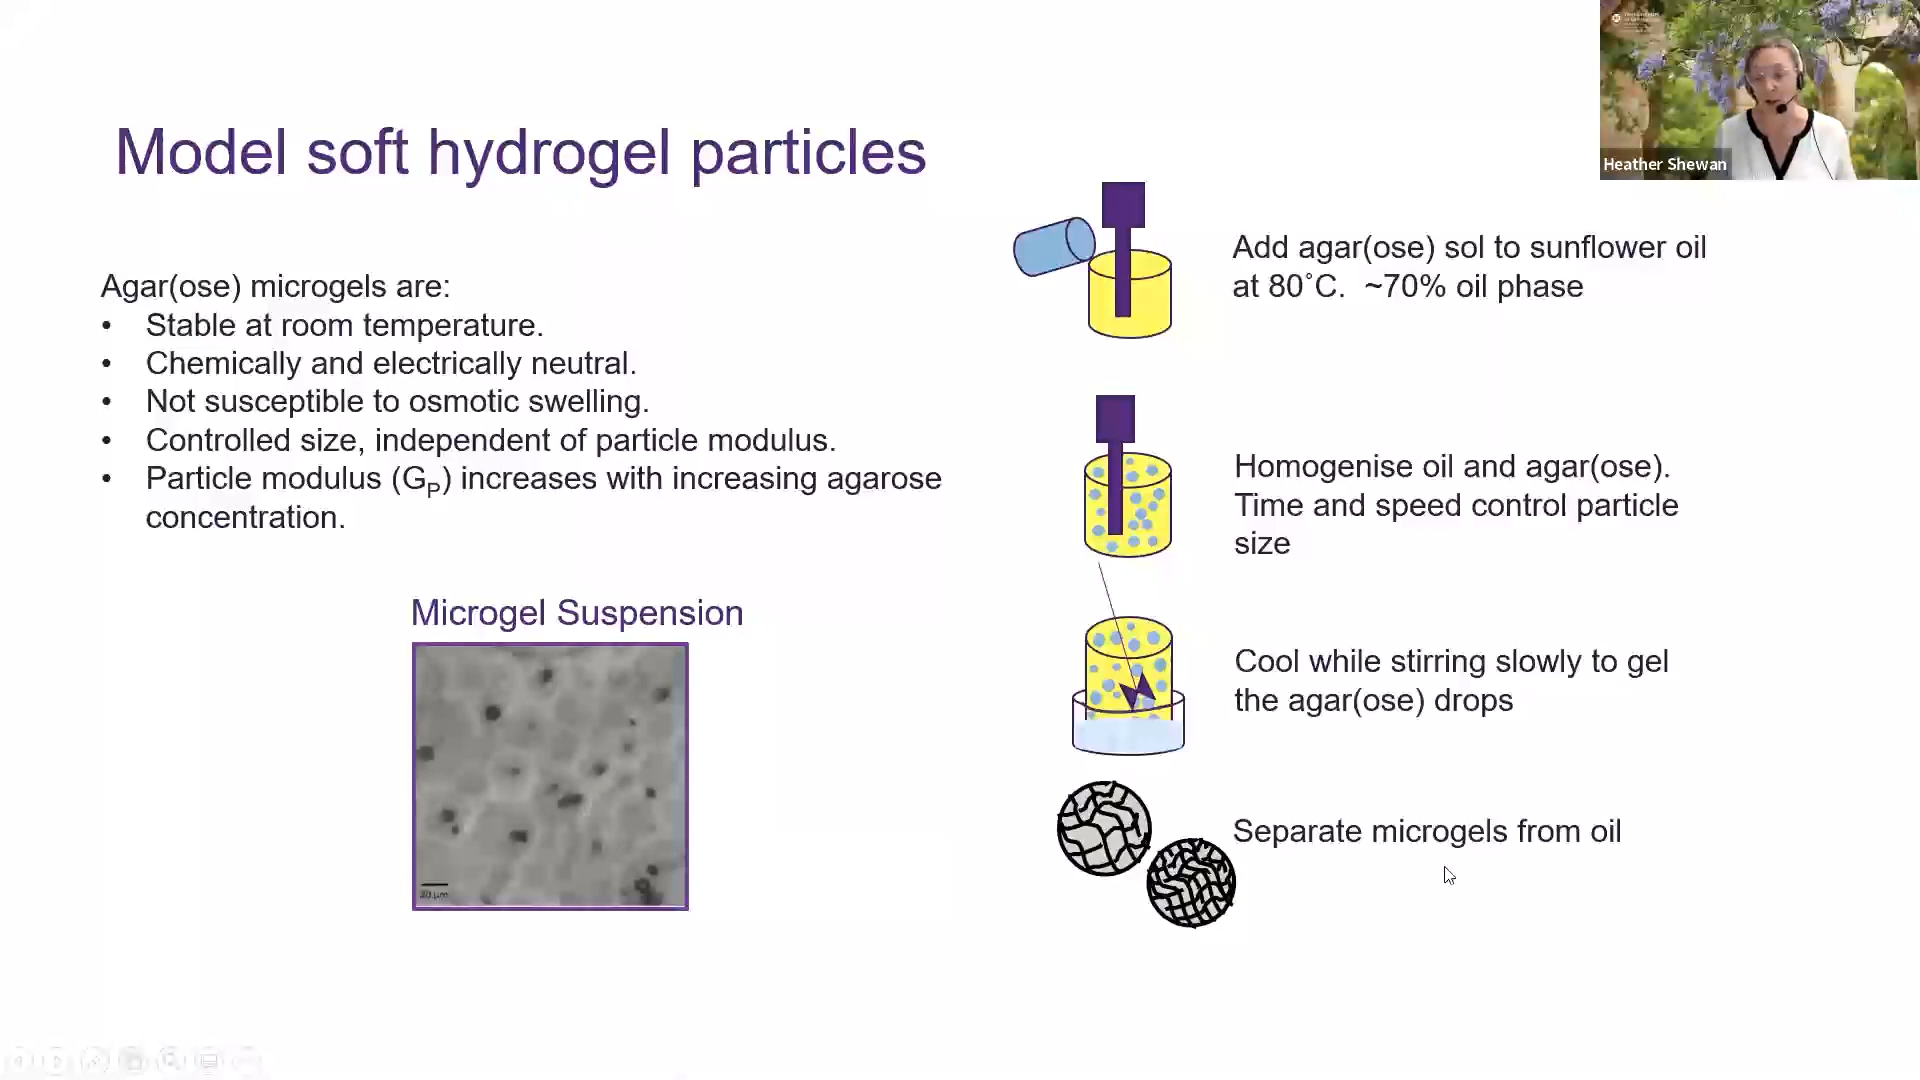 Model soft hydrogel particles
Heather Shewan
Agar(ose) microgels are:
• Stable at room temperature.
• Chemically and electrically neutral.
• Not susceptible to osmotic swelling.
• Controlled size, independent of particle modulus.
• Particle modulus (GP) increases with increasing agarose
concentration.
Microgel Suspension
20 µm
Add agar(ose) sol to sunflower oil
at 80˚C. ~70% oil phase
Homogenise oil and agar(ose).
Time and speed control particle
size
Cool while stirring slowly to gel
the agar(ose) drops
Separate microgels from oil